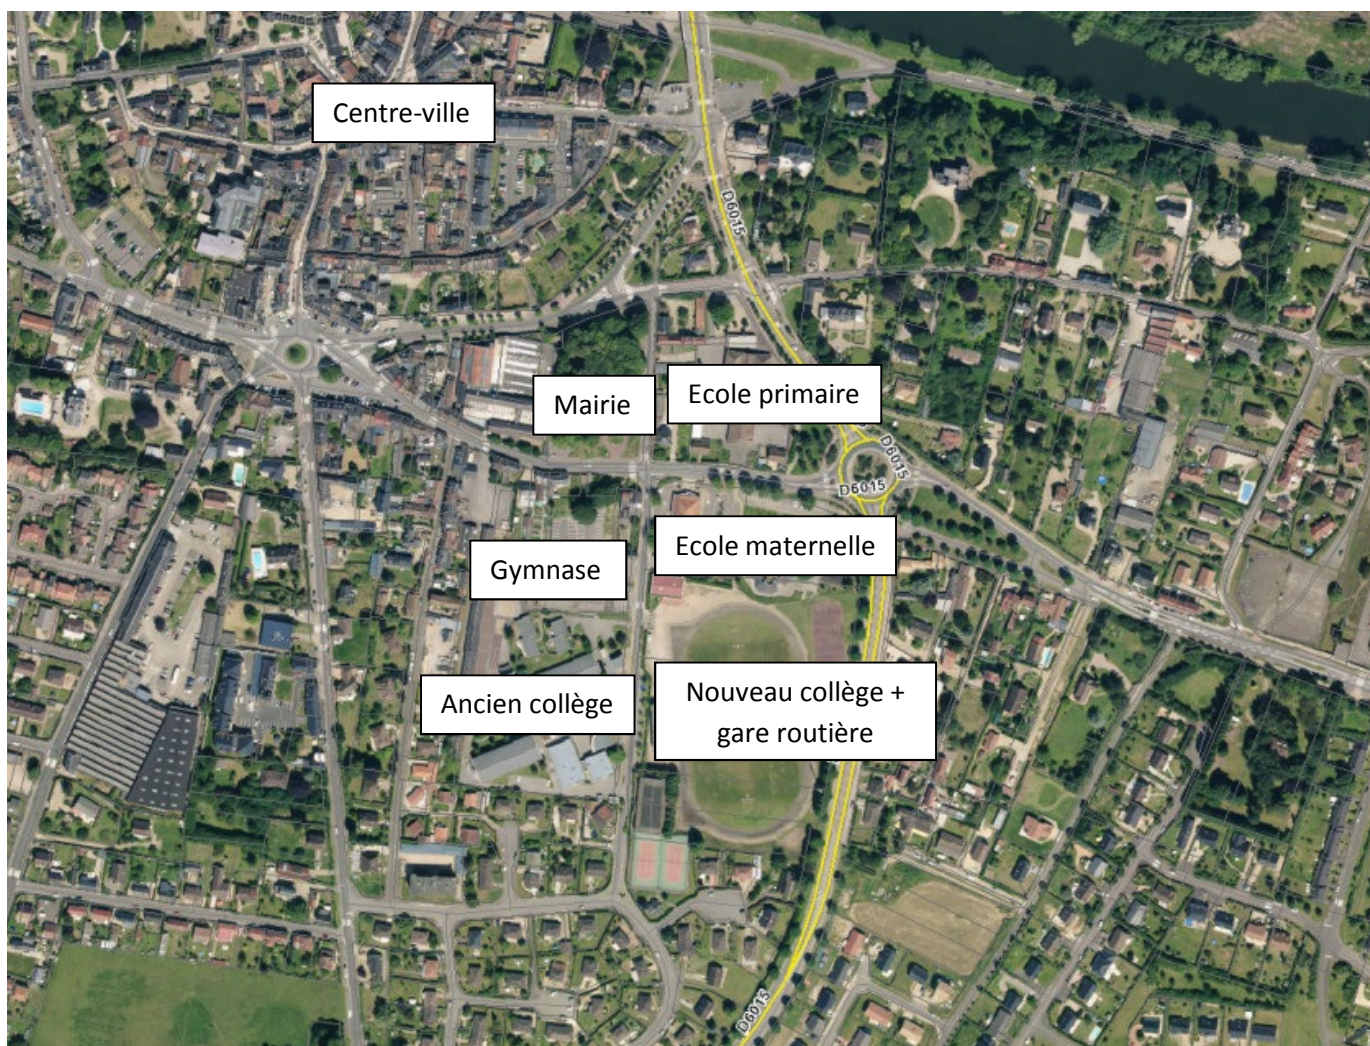 Centre-ville
D6015
Mairie
Ecole primaire
D6015
D6015
Ecole maternelle
Gymnase
Ancien collège
Nouveau collège +
gare routière
D6015